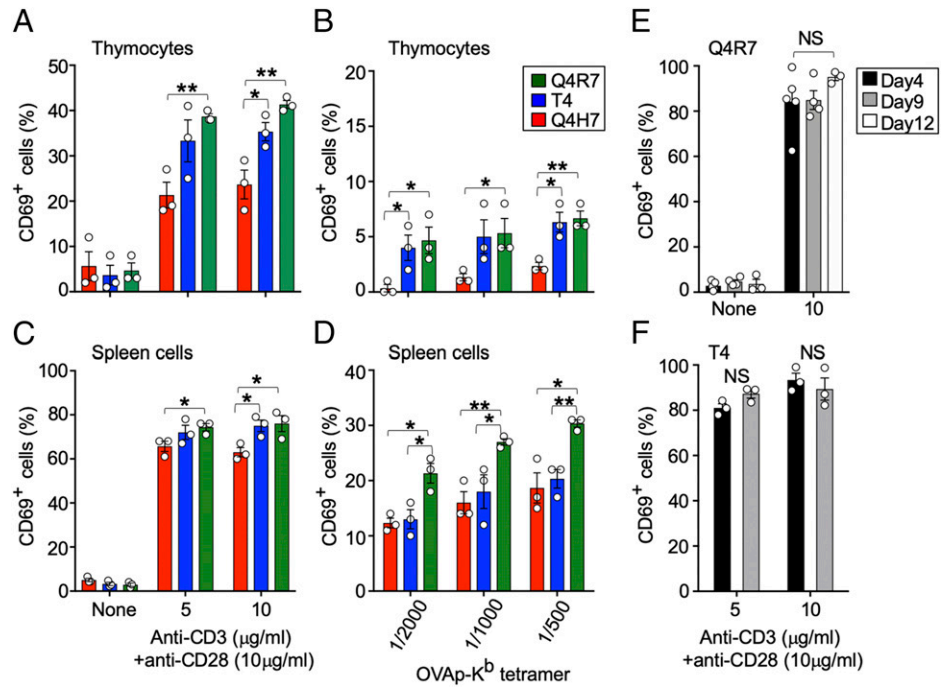 A
Thymocytes
CD69+ cells (%)
50
40
30
20
10
0
**
**
*
B
Thymocytes
CD69+ cells (%)
20
15
10
5
0
*
*
*
**
*
Q4R7
T4
Q4H7
E
Q4R7
NS
CD69+ cells (%)
100
80
60
40
20
0
None
10
Day4
Day9
Day12
C
Spleen cells
CD69+ cells (%)
100
80
60
40
20
0
*
*
*
None
5
10
Anti-CD3 (μg/ml)
+anti-CD28 (10μg/ml)
D
Spleen cells
CD69+ cells (%)
40
30
20
10
0
*
*
**
*
*
**
1/2000
1/1000
1/500
OVAp-Kb tetramer
F
T4
NS
NS
CD69+ cells (%)
100
80
60
40
20
0
5
10
Anti-CD3 (μg/ml)
+anti-CD28 (10μg/ml)